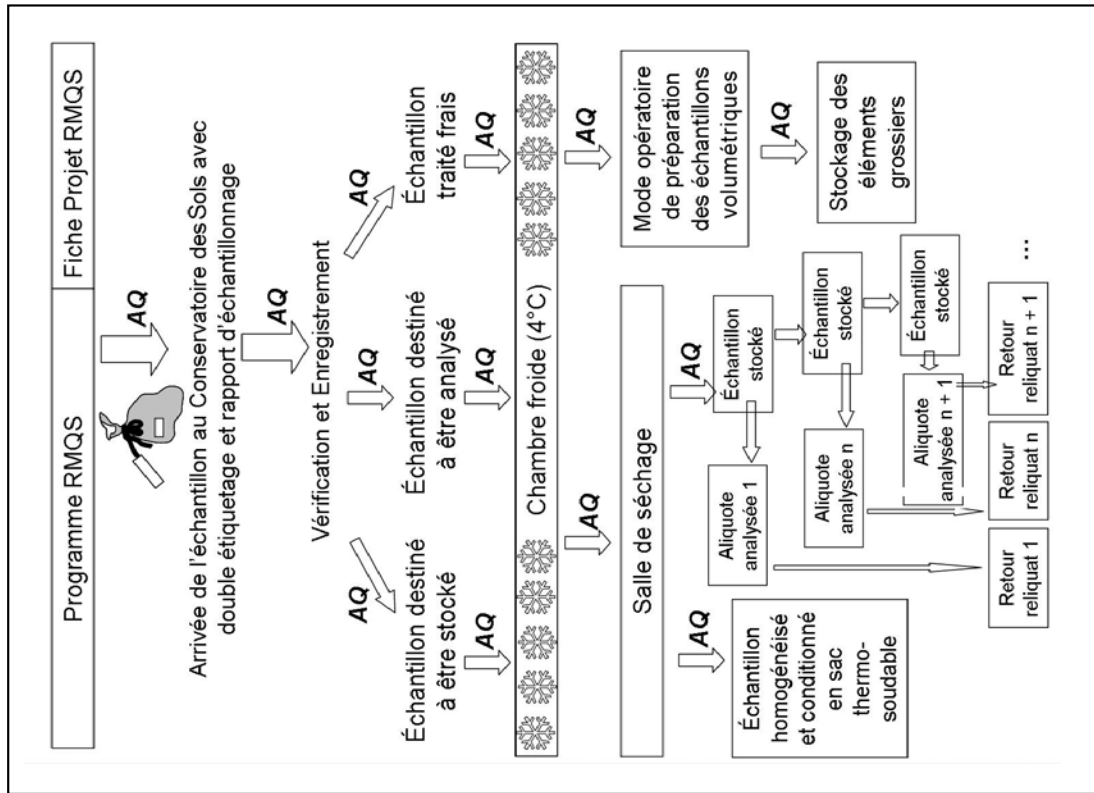 Programme RMQS
Fiche Projet RMQS
AQ
Arrivée de l'échantillon au Conservatoire des Sols avec
double étiquetage et rapport d'échantillonnage
AQ
Vérification et Enregistrement
AQ
AQ
AQ
Échantillon destiné
à être stocké
Échantillon destiné
à être analysé
Échantillon
traité frais
AQ
AQ
AQ
Chambre froide (4°C)
AQ
AQ
Salle de séchage
Mode opératoire
de préparation
des échantillons
volumétriques
AQ
AQ
AQ
Échantillon
homogénéisé
et conditionné
en sac
thermo-
soudable
Échantillon
stocké
Stockage des
éléments
grossiers
Aliquote
analysée 1
Échantillon
stocké
Aliquote
analysée n
Échantillon
stocké
Aliquote
analysée n + 1
Retour
reliquat 1
Retour
reliquat n
Retour
reliquat n + 1
...